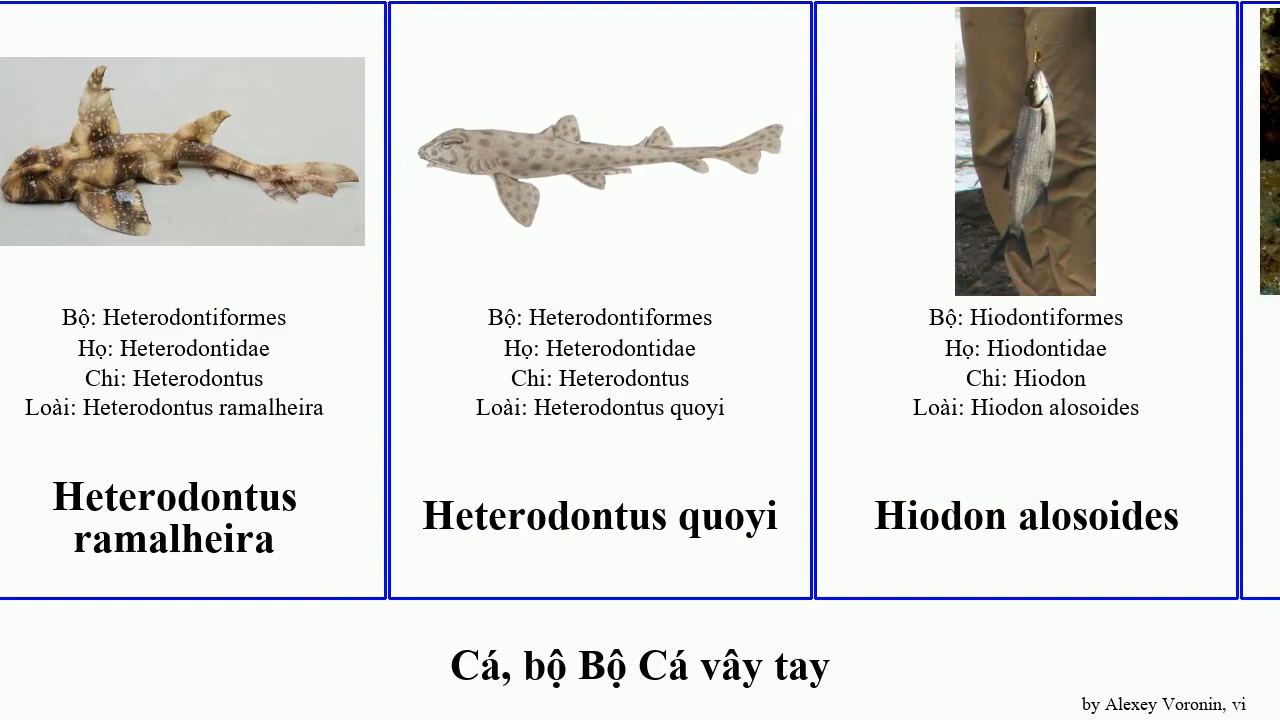 Bộ: Heterodontiformes
Họ: Heterodontidae
Chi: Heterodontus
Loài: Heterodontus ramalheira
Heterodontus
ramalheira
Bộ: Heterodontiformes
Họ: Heterodontidae
Chi: Heterodontus
Loài: Heterodontus quoyi
Heterodontus quoyi
Bộ: Hiodontiformes
Họ: Hiodontidae
Chi: Hiodon
Loài: Hiodon alosoides
Hiodon alosoides
Cá, bộ Bộ Cá vây tay
by Alexey Voronin, vi